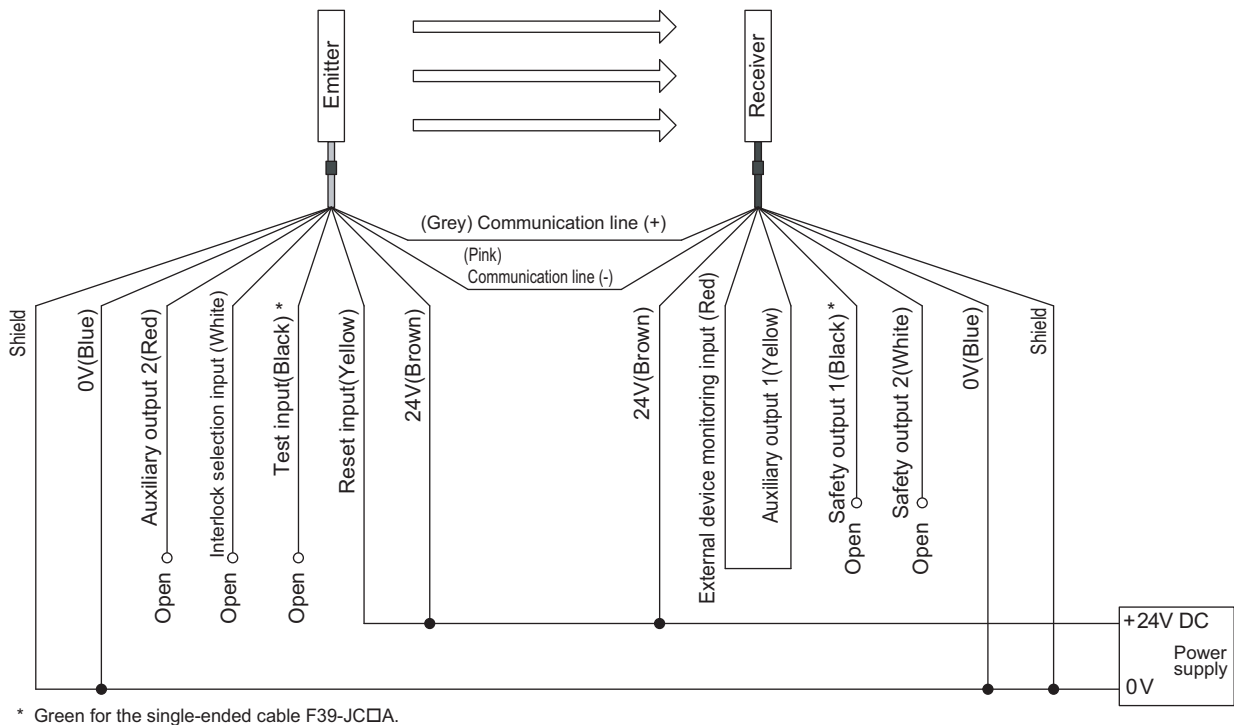 Emitter
Receiver
(Grey) Communication line (+)
(Pink)
Communication line (-)
Shield
0V(Blue)
Auxiliary output 2(Red)
Open
Interlock selection input (White)
Open
Test input(Black) *
Open
Reset input(Yellow)
24V(Brown)
24V(Brown)
External device monitoring input (Red)
Auxiliary output 1(Yellow)
Safety output 1(Black) *
Open
Safety output 2(White)
Open
0V(Blue)
Shield
+24V DC
Power
supply
0V
* Green for the single-ended cable F39-JC□A.